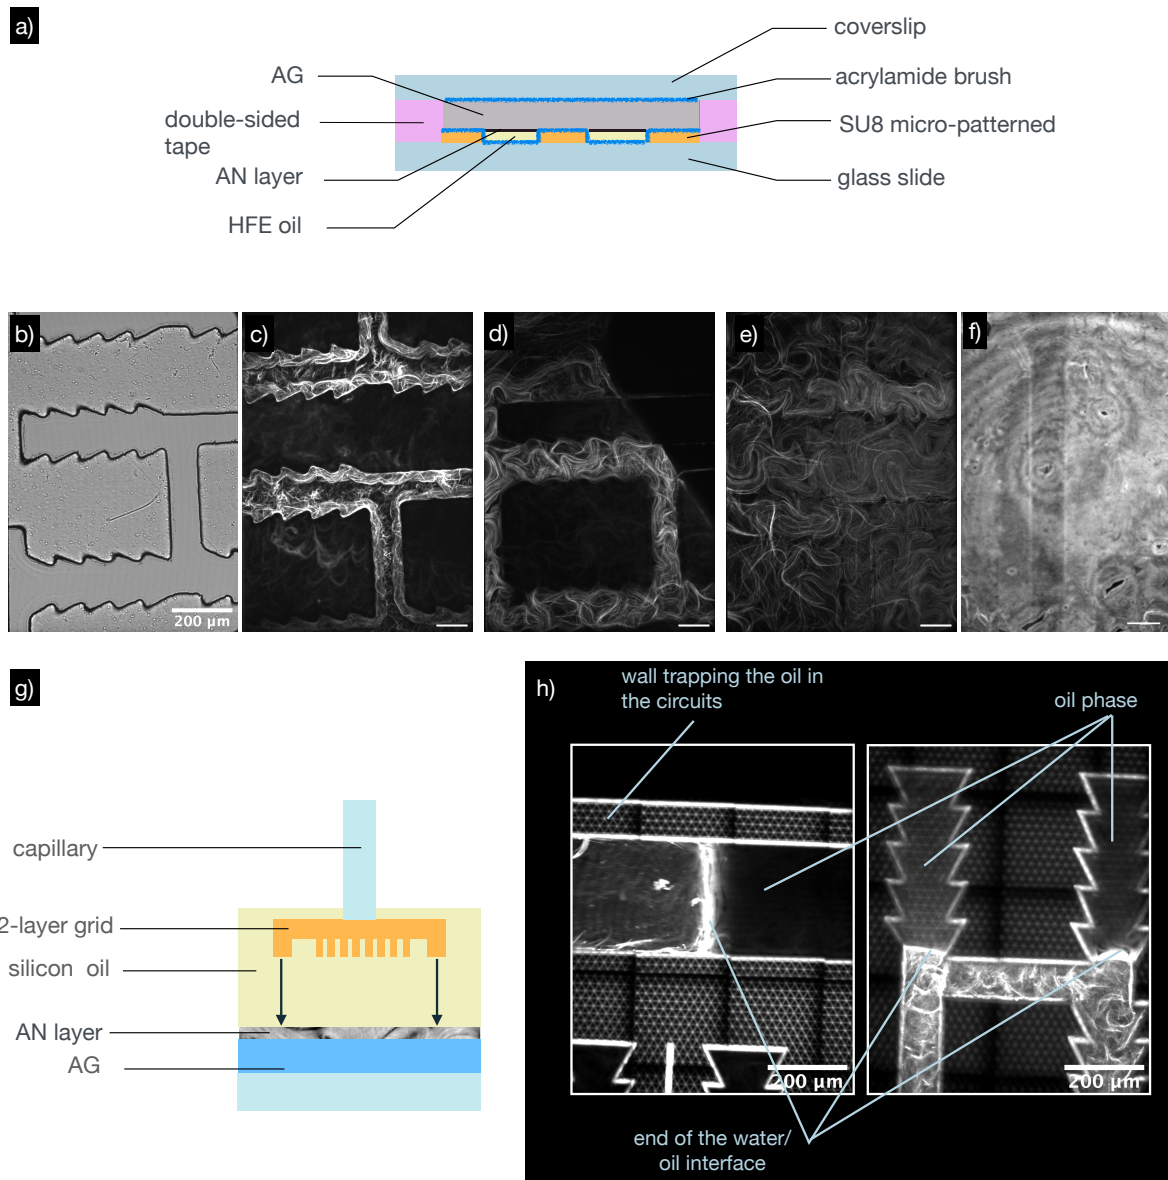 a)
coverslip
AG
acrylamide brush
double-sided
tape
SU8 micro-patterned
AN layer
glass slide
HFE oil
b)
c)
d)
e)
f)
200 µm
g)
h)
wall trapping the oil in
the circuits
oil phase
capillary
2-layer grid
silicon oil
AN layer
AG
200 µm
200 µm
end of the water/
oil interface